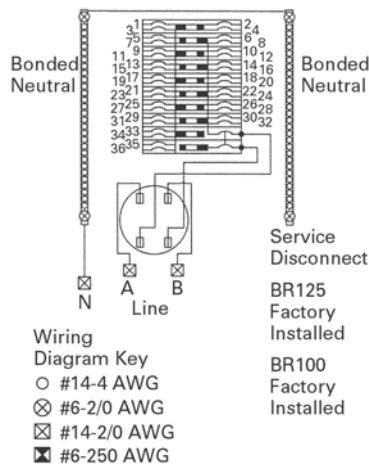 1 2
3 4
5 6
7 8
9 10
11 12
13 14
15 16
17 18
19 20
21 22
23 24
25 26
27 28
29 30
31 32
33
34
35
36
Bonded
Neutral
Bonded
Neutral
N
A
B
Line
Service
Disconnect
BR125
Factory
Installed
BR100
Factory
Installed
Wiring
Diagram Key
#14-4 AWG
#6-2/0 AWG
#14-2/0 AWG
#6-250 AWG